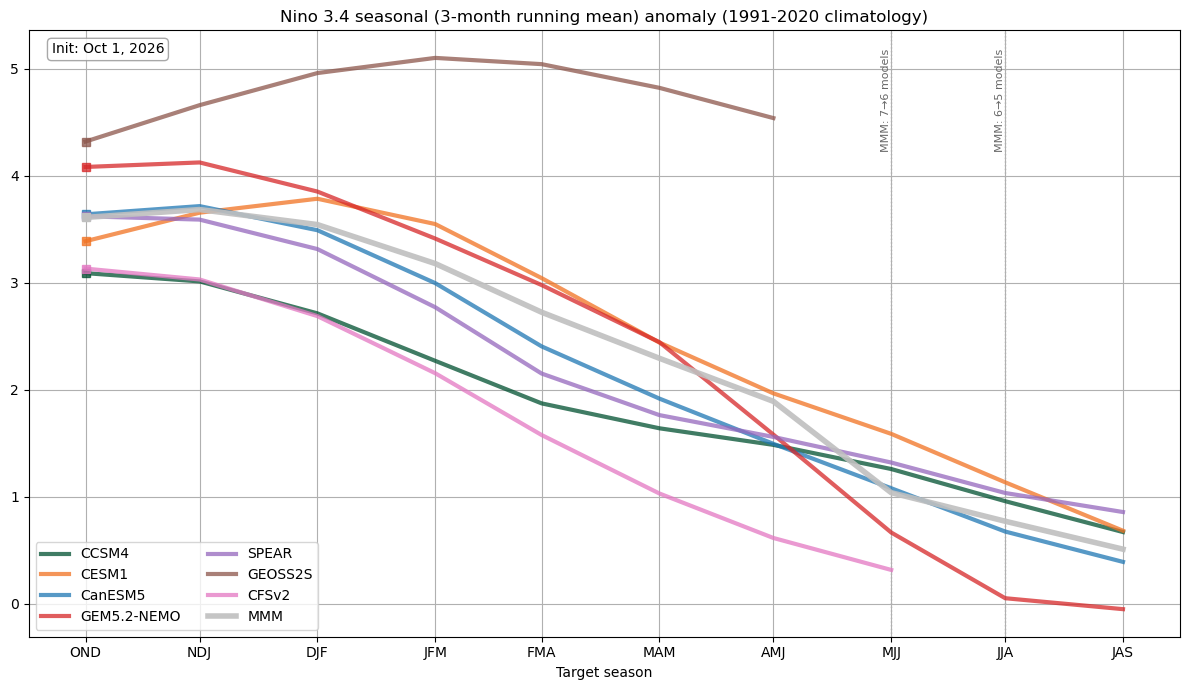 Nino 3.4 seasonal (3-month running mean) anomaly (1991-2020 climatology)
Init: Oct 1, 2026
MMM: 7→6 models
MMM: 6→5 models
5
4
3
2
1
0
CCSM4
CESM1
CanESM5
GEM5.2-NEMO
SPEAR
GEOSS2S
CFSv2
MMM
OND NDJ DJF JFM FMA MAM AMJ MJJ JJA JAS
Target season